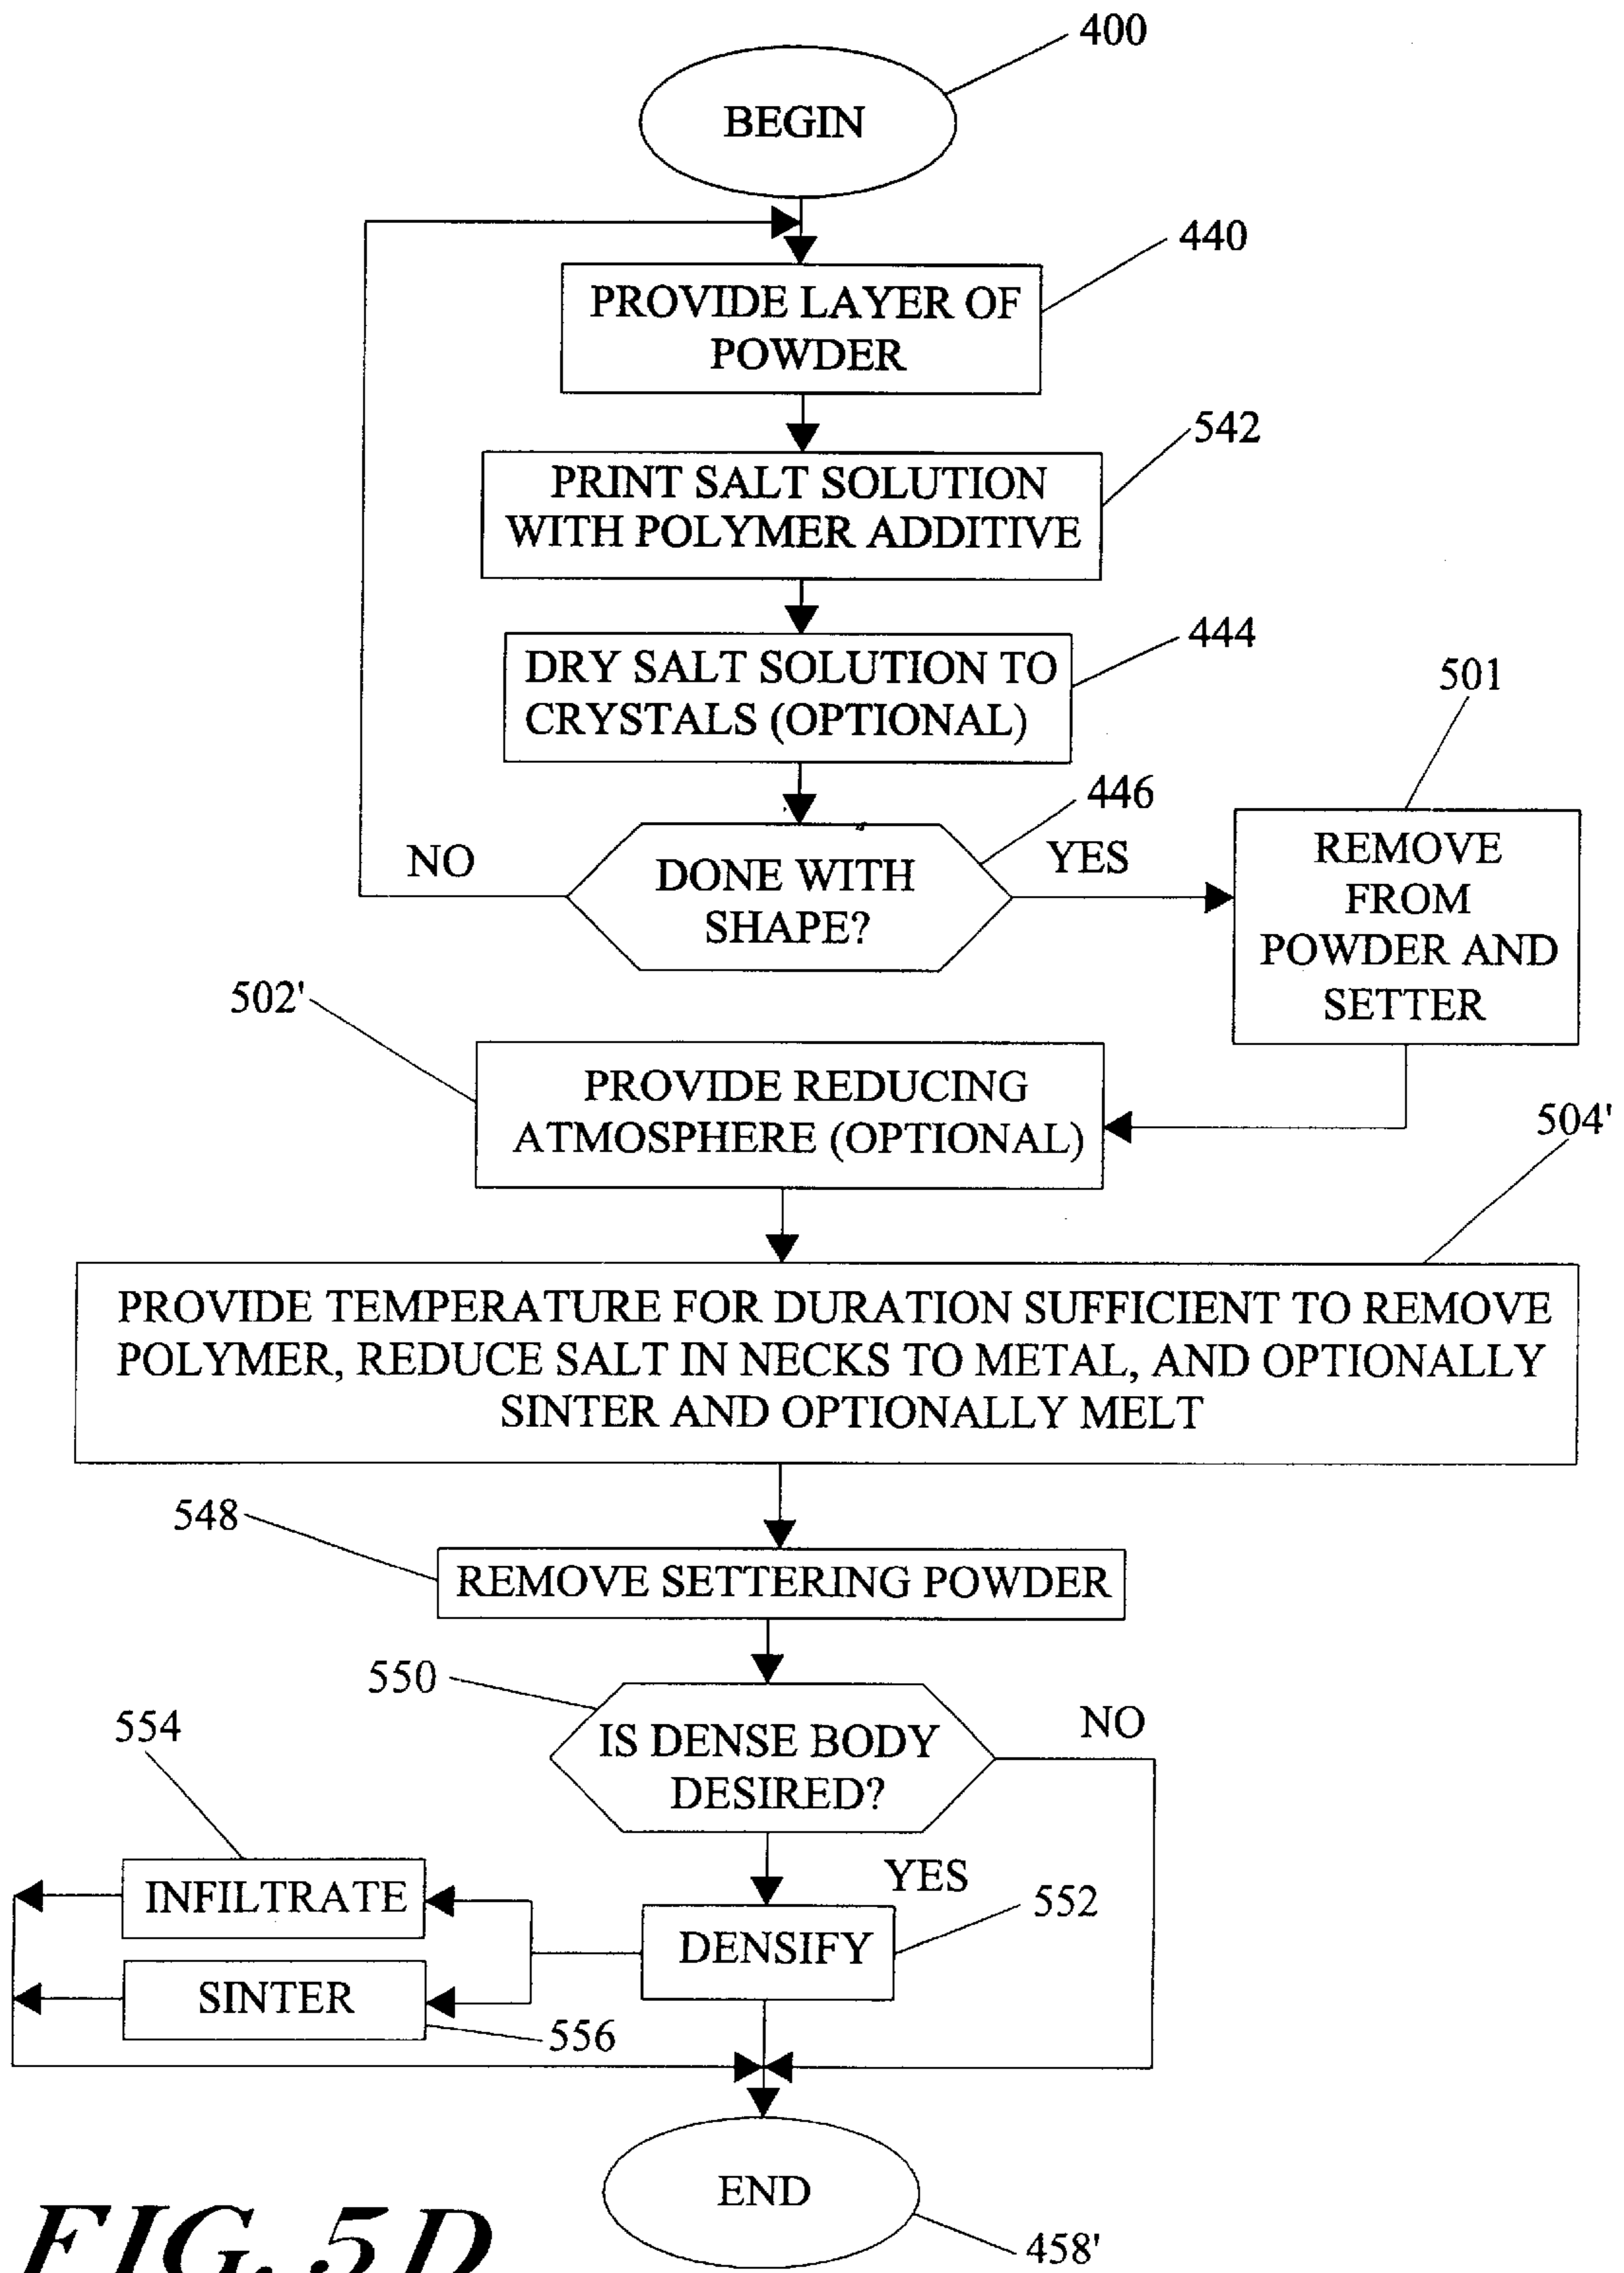 400
BEGIN
440
PROVIDE LAYER OF
POWDER
542
PRINT SALT SOLUTION
WITH POLYMER ADDITIVE
444
DRY SALT SOLUTION TO
CRYSTALS (OPTIONAL)
501
446
NO
DONE WITH
SHAPE?
YES
REMOVE
FROM
POWDER AND
SETTER
502'
PROVIDE REDUCING
ATMOSPHERE (OPTIONAL)
504'
PROVIDE TEMPERATURE FOR DURATION SUFFICIENT TO REMOVE
POLYMER, REDUCE SALT IN NECKS TO METAL, AND OPTIONALLY
SINTER AND OPTIONALLY MELT
548
REMOVE SETTERING POWDER
550
IS DENSE BODY
DESIRED?
NO
554
YES
INFILTRATE
552
DENSIFY
SINTER
556
END
458'
FIG. 5D